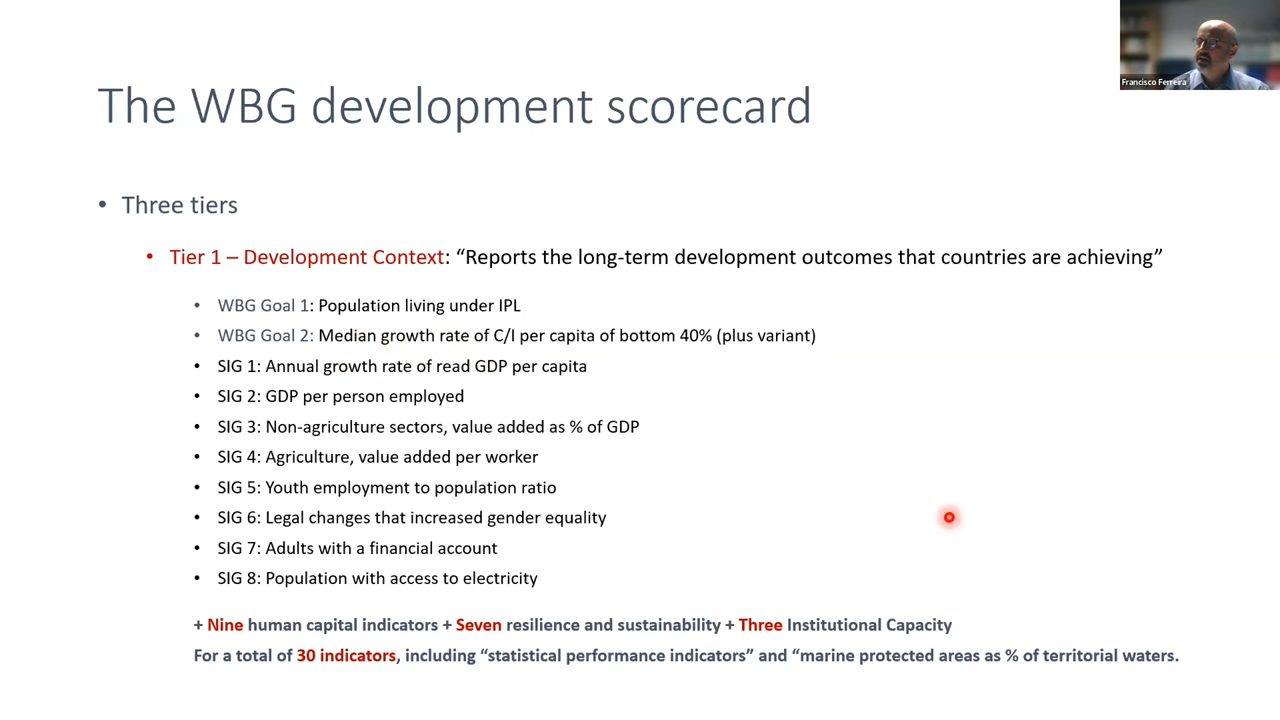 Francisco Ferreira
The WBG development scorecard
• Three tiers
• Tier 1 – Development Context: “Reports the long-term development outcomes that countries are achieving”
• WBG Goal 1: Population living under IPL
• WBG Goal 2: Median growth rate of C/I per capita of bottom 40% (plus variant)
• SIG 1: Annual growth rate of read GDP per capita
• SIG 2: GDP per person employed
• SIG 3: Non-agriculture sectors, value added as % of GDP
• SIG 4: Agriculture, value added per worker
• SIG 5: Youth employment to population ratio
• SIG 6: Legal changes that increased gender equality
• SIG 7: Adults with a financial account
• SIG 8: Population with access to electricity
+ Nine human capital indicators + Seven resilience and sustainability + Three Institutional Capacity
For a total of 30 indicators, including “statistical performance indicators” and “marine protected areas as % of territorial waters.